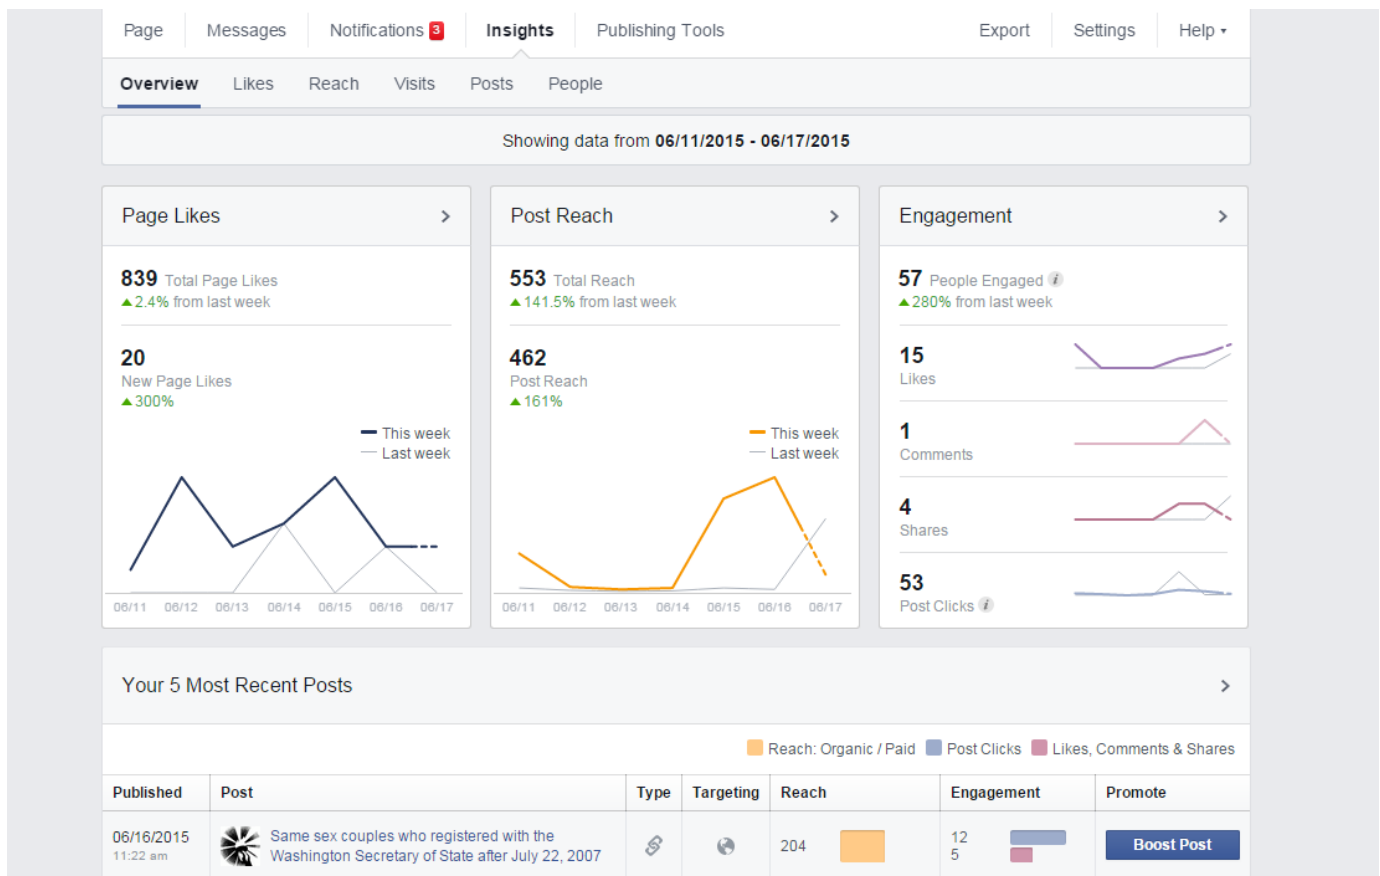 Page Messages Notifications 3 Insights Publishing Tools Export Settings Help
Overview Likes Reach Visits Posts People
Showing data from 06/11/2015 - 06/17/2015
Page Likes
839 Total Page Likes
2.4% from last week
20
New Page Likes
300%
This week
Last week
06/11 06/12 06/13 06/14 06/15 06/16 06/17
Post Reach
553 Total Reach
141.5% from last week
462
Post Reach
161%
This week
Last week
06/11 06/12 06/13 06/14 06/15 06/16 06/17
Engagement
57 People Engaged i
280% from last week
15
Likes
1
Comments
4
Shares
53
Post Clicks i
Your 5 Most Recent Posts
Reach: Organic / Paid Post Clicks Likes, Comments & Shares
Published Post Type Targeting Reach Engagement Promote
06/16/2015
11:22 am
Same sex couples who registered with the
Washington Secretary of State after July 22, 2007
204
12
5
Boost Post